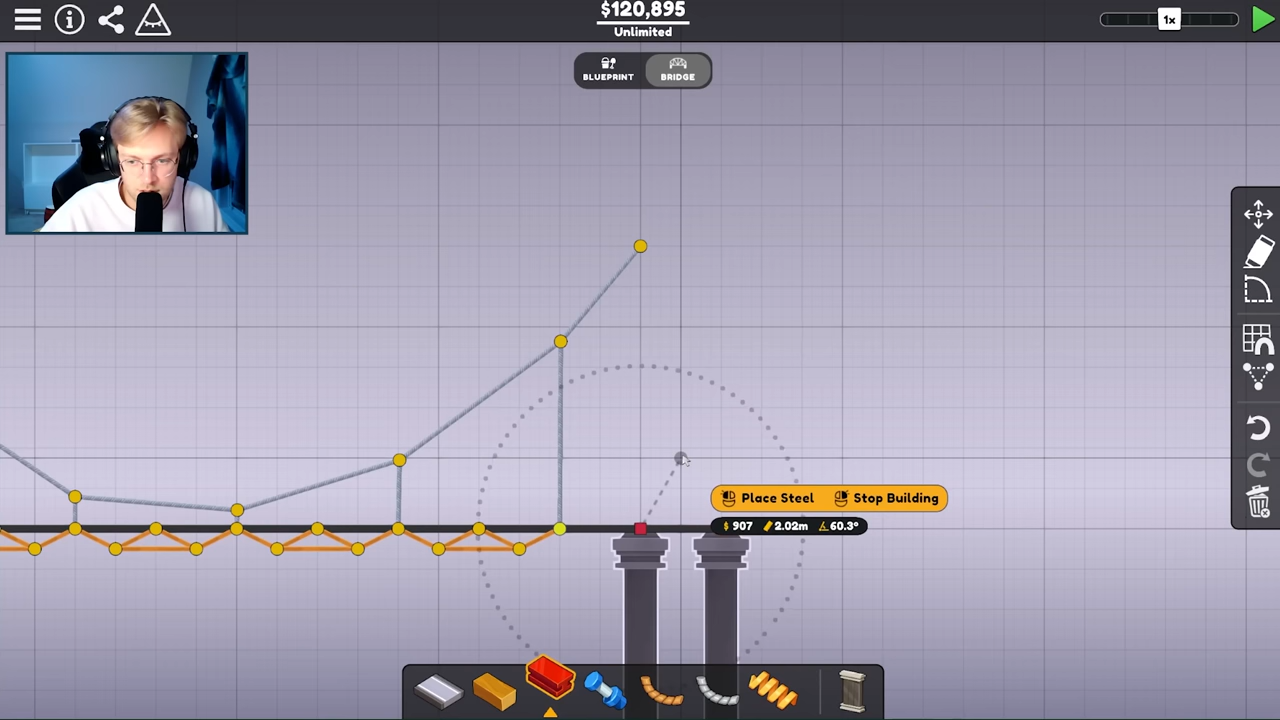 $120,895
Unlimited
1x
BLUEPRINT
BRIDGE
Place Steel
Stop Building
$ 907
2.02m
60.3°